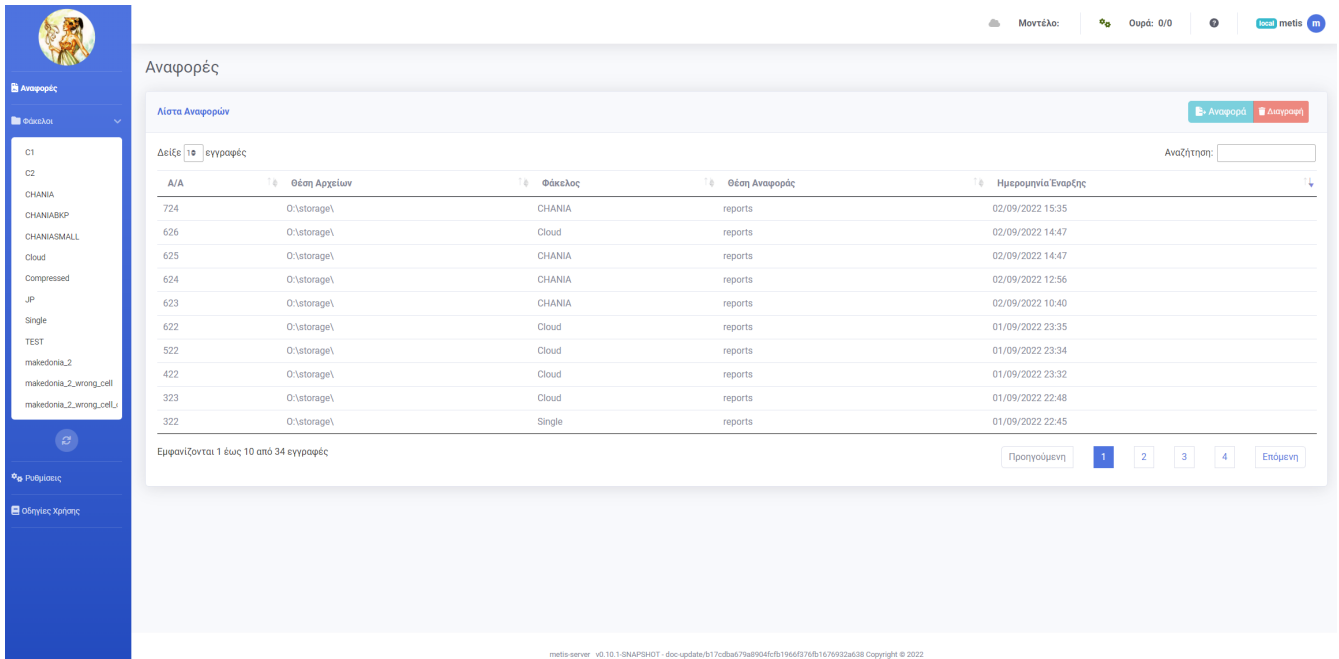 Μοντέλο: Ουρά: 0/0 local metis m
Αναφορές
Αναφορές
Φάκελοι
C1
C2
CHANIA
CHANIABKP
CHANIASMALL
Cloud
Compressed
JP
Single
TEST
makedonia_2
makedonia_2_wrong_cell
makedonia_2_wrong_cell_
Ρυθμίσεις
Οδηγίες Χρήσης
Λίστα Αναφορών Αναφορά Διαγραφή
Δείξε 10 εγγραφές Αναζήτηση:
Α/Α Θέση Αρχείων Φάκελος Θέση Αναφοράς Ημερομηνία Έναρξης
724 O:\storage\ CHANIA reports 02/09/2022 15:35
626 O:\storage\ Cloud reports 02/09/2022 14:47
625 O:\storage\ CHANIA reports 02/09/2022 14:47
624 O:\storage\ CHANIA reports 02/09/2022 12:56
623 O:\storage\ CHANIA reports 02/09/2022 10:40
622 O:\storage\ Cloud reports 01/09/2022 23:35
522 O:\storage\ Cloud reports 01/09/2022 23:34
422 O:\storage\ Cloud reports 01/09/2022 23:32
323 O:\storage\ Cloud reports 01/09/2022 22:48
322 O:\storage\ Single reports 01/09/2022 22:45
Εμφανίζονται 1 έως 10 από 34 εγγραφές
Προηγούμενη 1 2 3 4 Επόμενη
metis-server v0.10.1-SNAPSHOT - doc-update/b17cdba679a8904fcfb1966f376fb1676932a638 Copyright © 2022